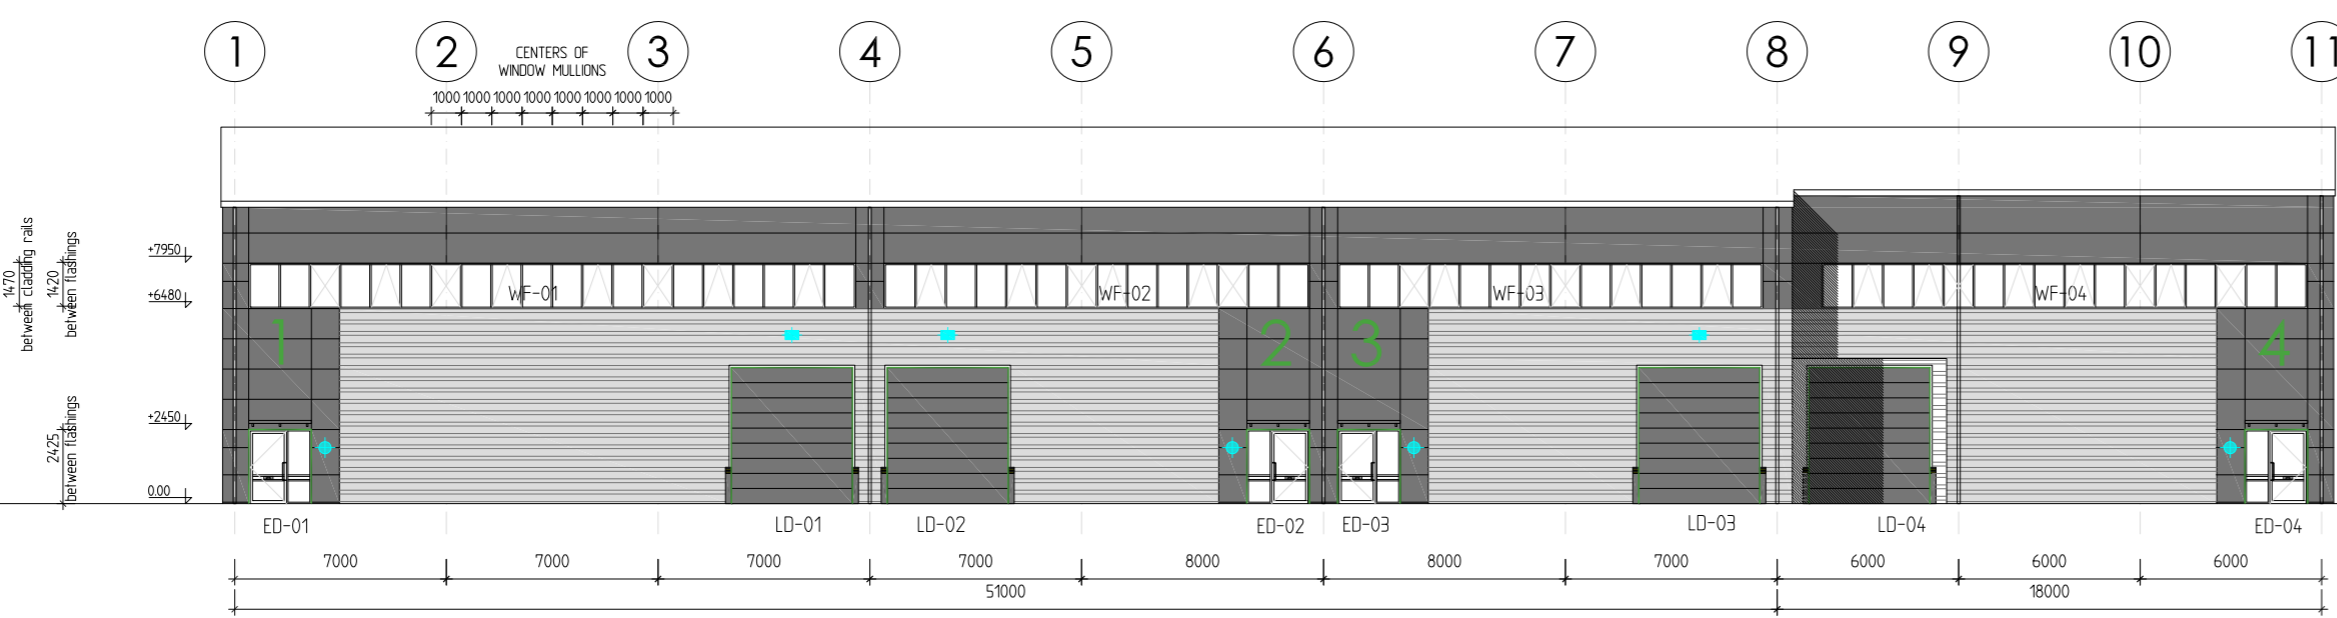 1 2 3 4 5 6 7 8 9 10 11
CENTERS OF
WINDOW MULLIONS
1000 1000 1000 1000 1000 1000 1000 1000
+7950
1470
between cladding rails
1420
between flashings
+6480
WF-01 WF-02 WF-03 WF-04
1 2 3 4
+2450
2425
between flashings
0.00
ED-01 LD-01 LD-02 ED-02 ED-03 LD-03 LD-04 ED-04
7000 7000 7000 7000 8000 8000 7000 6000 6000 6000
51000 18000